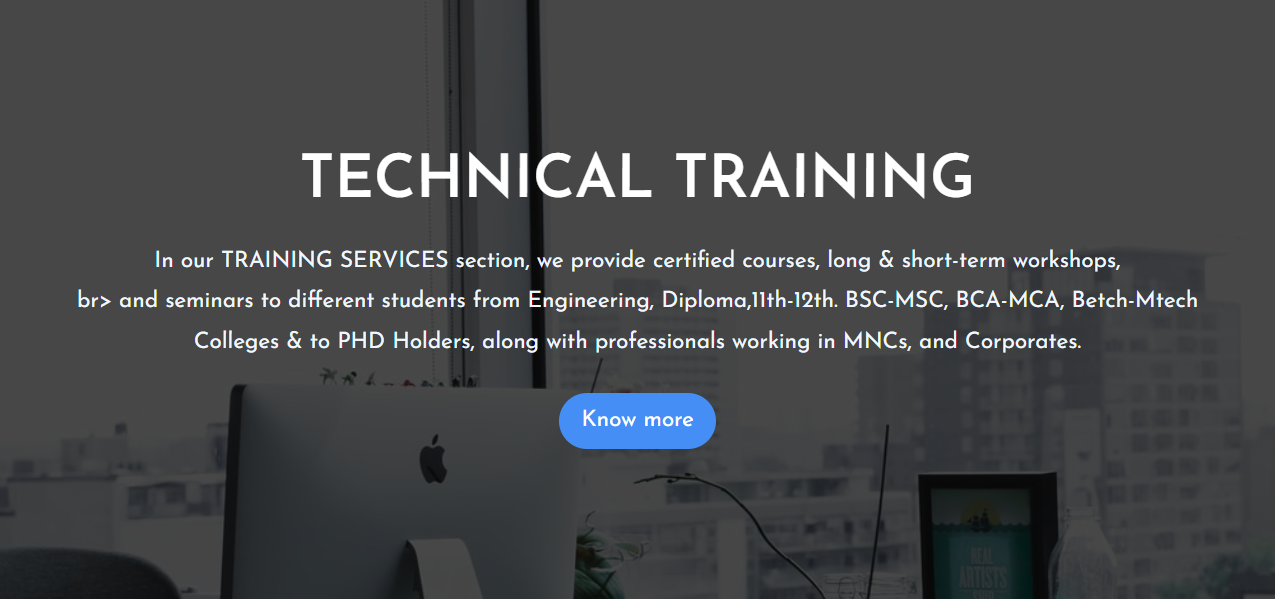 TECHNICAL TRAINING
In our TRAINING SERVICES section, we provide certified courses, long & short-term workshops,
br> and seminars to different students from Engineering, Diploma,11th-12th. BSC-MSC, BCA-MCA, Betch-Mtech
Colleges & to PHD Holders, along with professionals working in MNCs, and Corporates.
Know more
REAL
ARTISTS